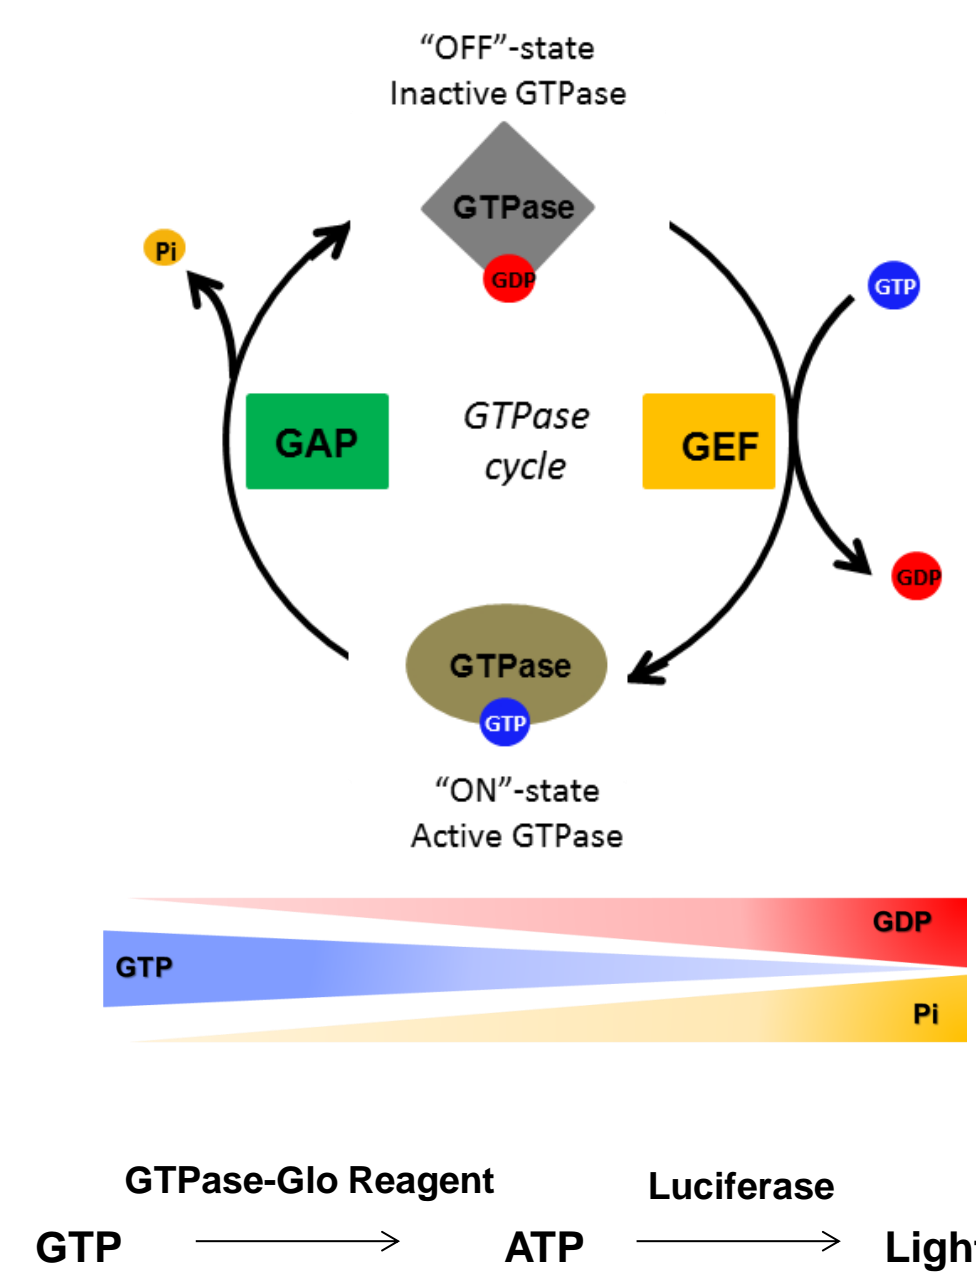 “OFF”-state
Inactive GTPase
GTPase
GDP
Pi
GTP
GAP
GTPase
cycle
GEF
GDP
GTPase
GTP
“ON”-state
Active GTPase
GDP
GTP
Pi
GTPase-Glo Reagent
Luciferase
GTP
ATP
Ligh